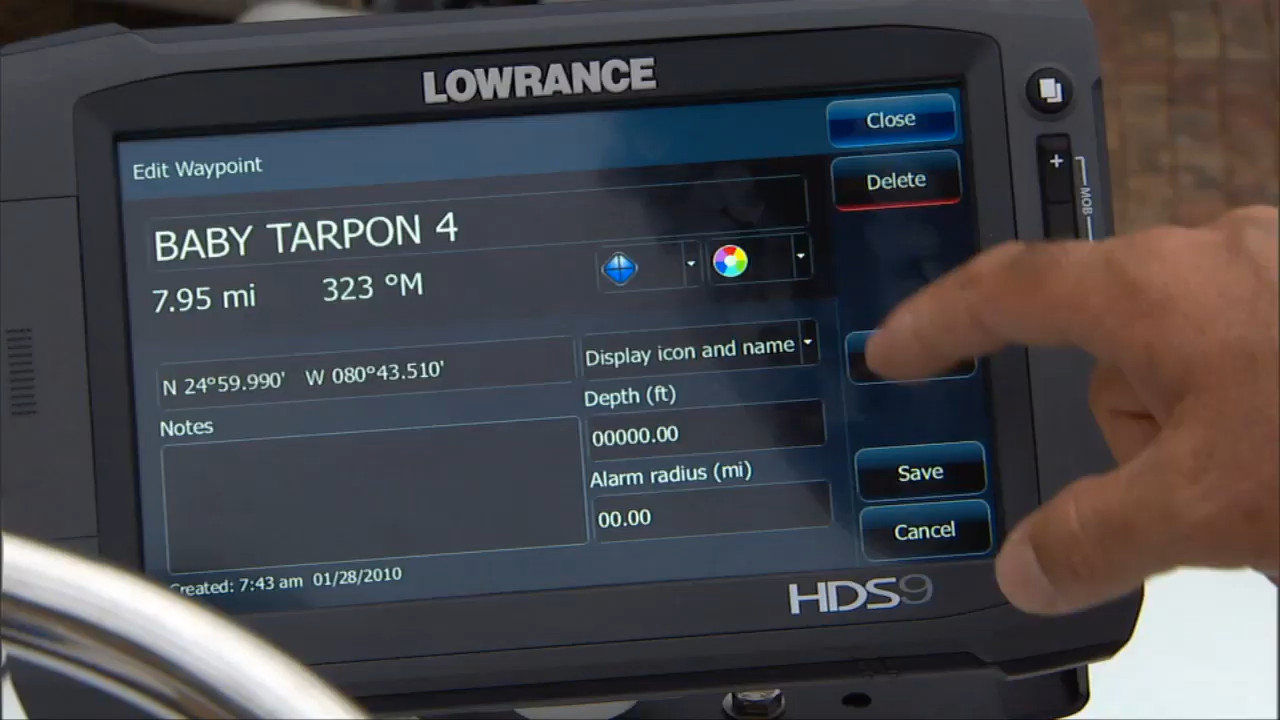 LOWRANCE
Close
Edit Waypoint
Delete
BABY TARPON 4
7.95 mi 323 °M
Display icon and name
N 24°59.990' W 080°43.510'
Depth (ft)
Notes
00000.00
Alarm radius (mi)
Save
00.00
Cancel
Created: 7:43 am 01/28/2010
HDS9
+
MOB